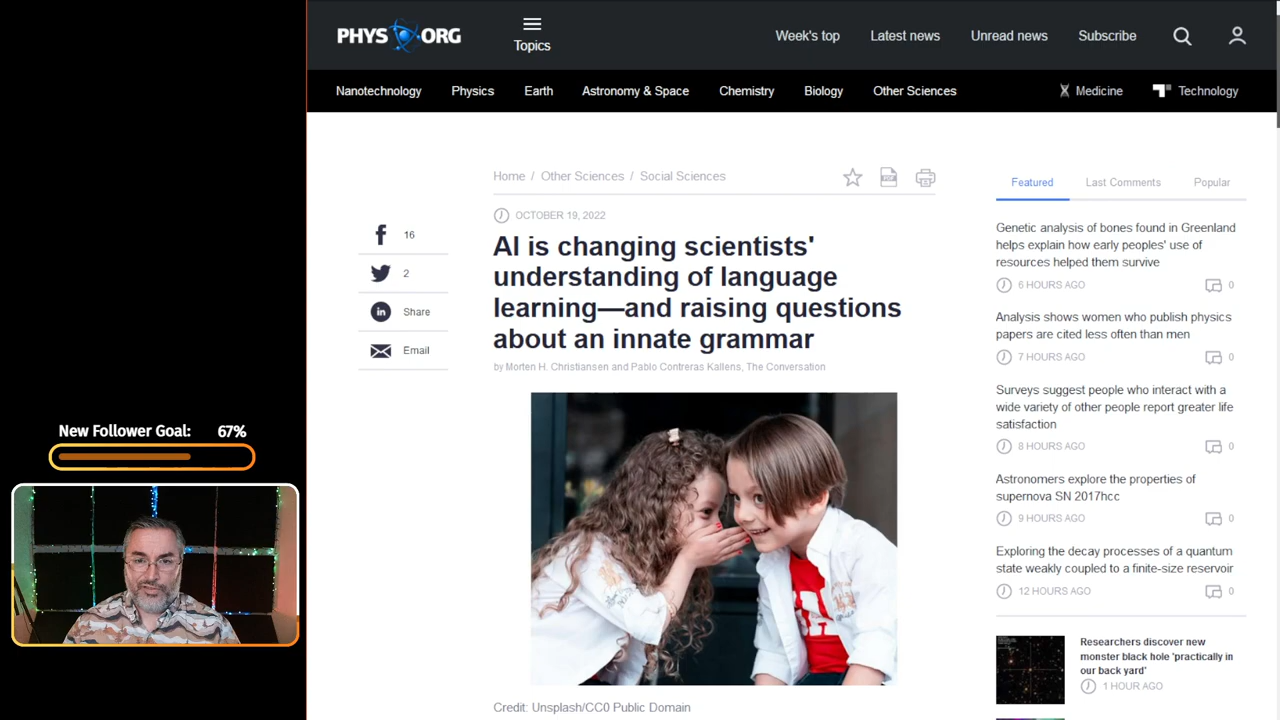 PHYS ORG
Topics
Week's top
Latest news
Unread news
Subscribe
Nanotechnology
Physics
Earth
Astronomy & Space
Chemistry
Biology
Other Sciences
Medicine
Technology
Home / Other Sciences / Social Sciences
PDF
OCTOBER 19, 2022
AI is changing scientists'
understanding of language
learning—and raising questions
about an innate grammar
by Morten H. Christiansen and Pablo Contreras Kallens, The Conversation
16
2
Share
Email
Credit: Unsplash/CC0 Public Domain
Featured
Last Comments
Popular
Genetic analysis of bones found in Greenland
helps explain how early peoples' use of
resources helped them survive
6 HOURS AGO
0
Analysis shows women who publish physics
papers are cited less often than men
7 HOURS AGO
0
Surveys suggest people who interact with a
wide variety of other people report greater life
satisfaction
8 HOURS AGO
0
Astronomers explore the properties of
supernova SN 2017hcc
9 HOURS AGO
0
Exploring the decay processes of a quantum
state weakly coupled to a finite-size reservoir
12 HOURS AGO
0
Researchers discover new
monster black hole 'practically in
our back yard'
1 HOUR AGO
New Follower Goal: 67%